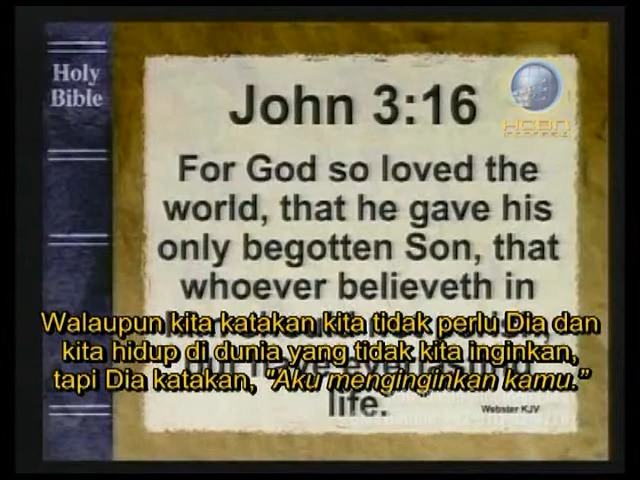 Holy
Bible
John 3:16
HCBN
For God so loved the
world, that he gave his
only begotten Son, that
whoever believeth in
Walaupun kita katakan kita tidak perlu Dia dan
kita hidup di dunia yang tidak kita inginkan,
tapi Dia katakan, "Aku menginginkan kamu."
life.
Webster KJV